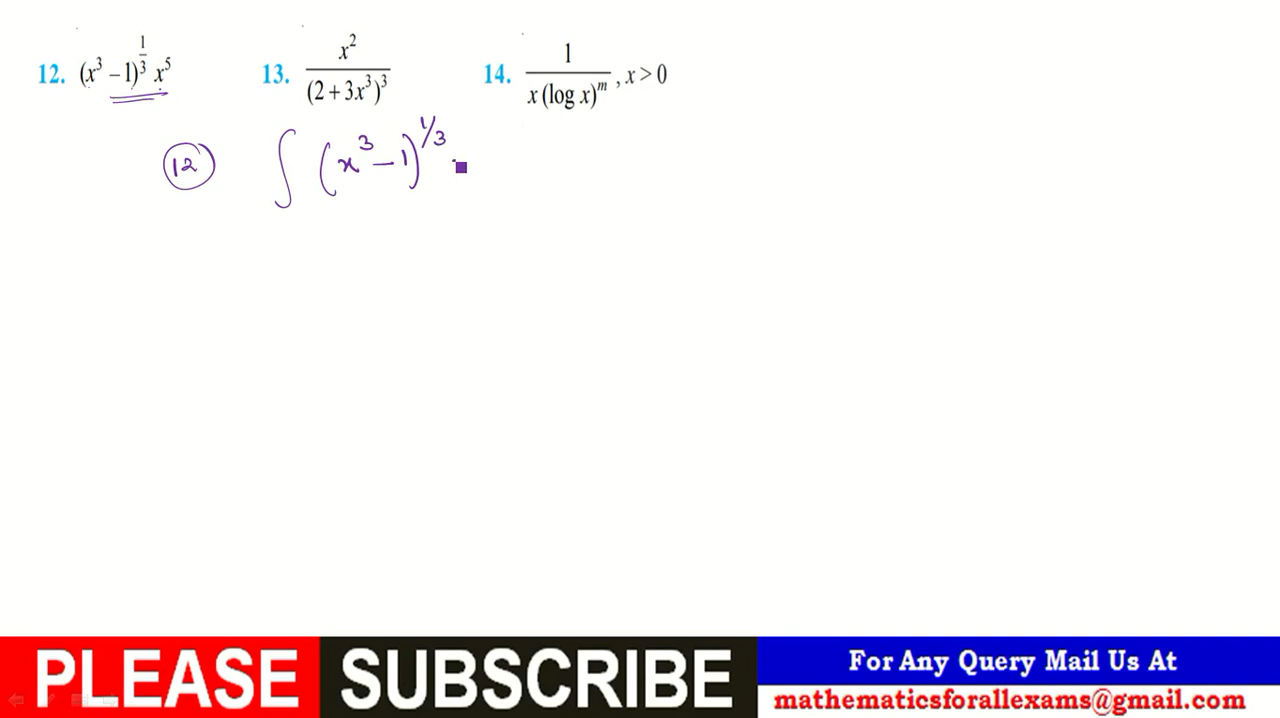 12. (x³ – 1)^(1/3) x⁵ 13. x² / (2 + 3x³)³ 14. 1 / x (log x)^m , x > 0
12 ∫ (x³ – 1)^1/3
PLEASE SUBSCRIBE
For Any Query Mail Us At
mathematicsforallexams@gmail.com